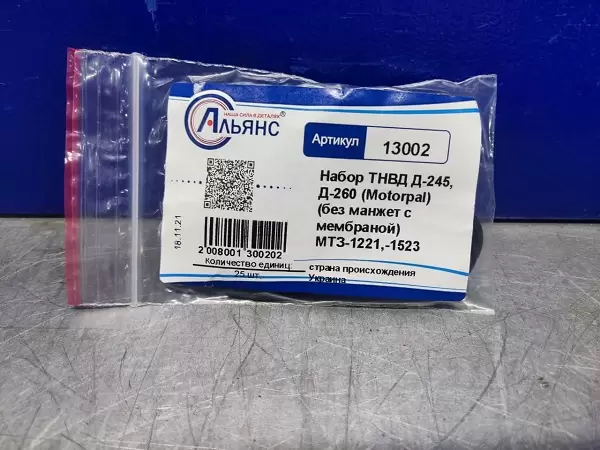 НАША СИЛА В ДЕТАЛЯХ
АЛЬЯНС®
Артикул 13002
Набор ТНВД Д-245,
Д-260 (Motorpal)
(без манжет с
мембраной)
МТЗ-1221,-1523
18.11.21
2 008001 300202
Количество единиц:
25 шт.
страна происхождения
Украина